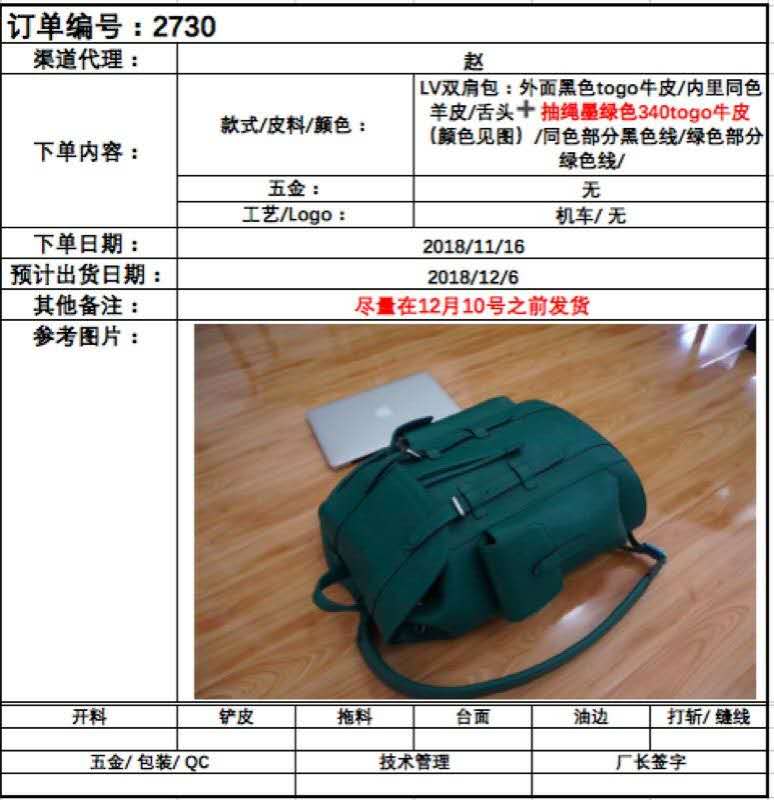 订单编号：2730
渠道代理：
赵
下单内容：
款式/皮料/颜色：
LV双肩包：外面黑色togo牛皮/内里同色
羊皮/舌头➕抽绳墨绿色340togo牛皮
（颜色见图）/同色部分黑色线/绿色部分
绿色线/
五金：
无
工艺/Logo：
机车/ 无
下单日期：
2018/11/16
预计出货日期：
2018/12/6
其他备注：
尽量在12月10号之前发货
参考图片：
开料
铲皮
拖料
台面
油边
打斩/ 缝线
五金/ 包装/ QC
技术管理
厂长签字